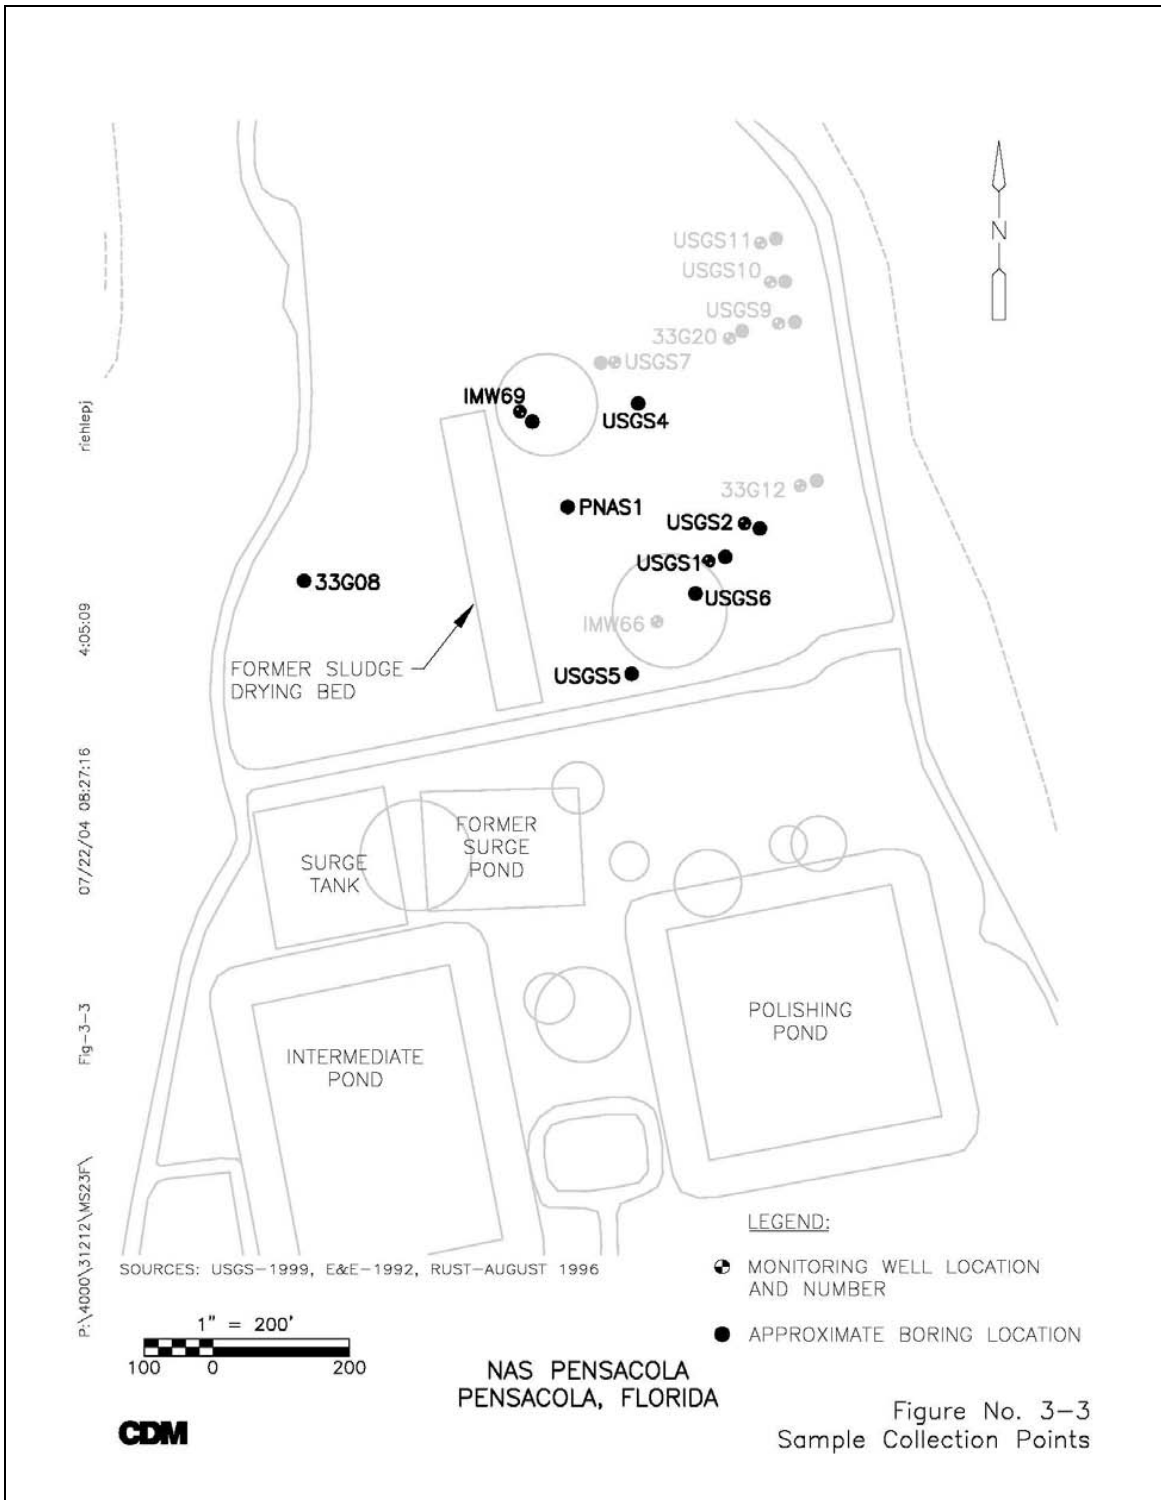 USGS11
USGS10
N
USGS9
33G20
USGS7
IMW69
USGS4
riehlepj
33G12
PNAS1
USGS2
USGS1
33G08
USGS6
IMW66
4:05:09
FORMER SLUDGE
DRYING BED
USGS5
07/22/04 08:27:16
FORMER
SURGE
POND
SURGE
TANK
POLISHING
POND
Fig-3-3
INTERMEDIATE
POND
P:\4000\31212\MS23F\
LEGEND:
SOURCES: USGS-1999, E&E-1992, RUST-AUGUST 1996
MONITORING WELL LOCATION
AND NUMBER
1" = 200'
APPROXIMATE BORING LOCATION
100 0 200
NAS PENSACOLA
PENSACOLA, FLORIDA
CDM
Figure No. 3-3
Sample Collection Points